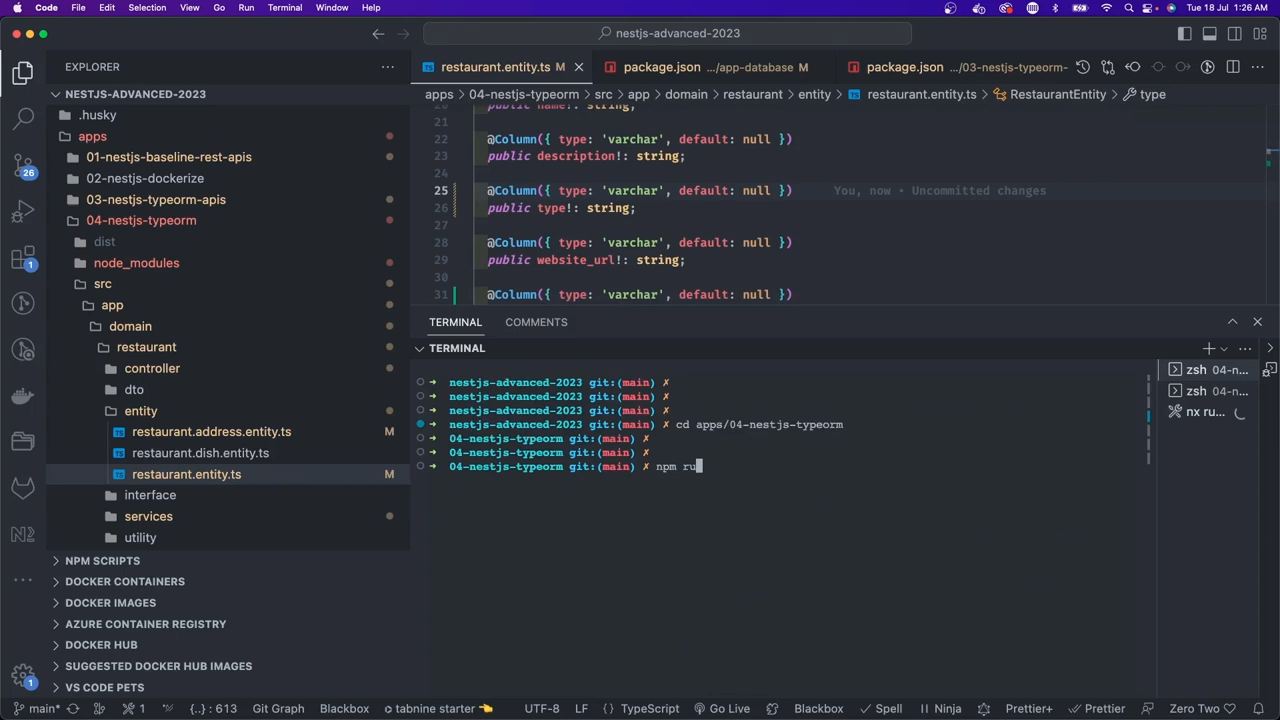 Code File Edit Selection View Go Run Terminal Window Help
Tue 18 Jul 1:26 AM
nestjs-advanced-2023
EXPLORER
restaurant.entity.ts M
package.json .../app-database M
package.json .../03-nestjs-typeorm-
NESTJS-ADVANCED-2023
apps > 04-nestjs-typeorm > src > app > domain > restaurant > entity > restaurant.entity.ts > RestaurantEntity > type
.husky
apps
01-nestjs-baseline-rest-apis
02-nestjs-dockerize
03-nestjs-typeorm-apis
04-nestjs-typeorm
dist
node_modules
src
app
domain
restaurant
controller
dto
entity
restaurant.address.entity.ts M
restaurant.dish.entity.ts
restaurant.entity.ts M
interface
services
utility
NPM SCRIPTS
DOCKER CONTAINERS
DOCKER IMAGES
AZURE CONTAINER REGISTRY
DOCKER HUB
SUGGESTED DOCKER HUB IMAGES
VS CODE PETS
26
1
1
public name!: string;
21
22 @Column({ type: 'varchar', default: null })
23 public description!: string;
24
25 @Column({ type: 'varchar', default: null }) You, now • Uncommitted changes
26 public type!: string;
27
28 @Column({ type: 'varchar', default: null })
29 public website_url!: string;
30
31 @Column({ type: 'varchar', default: null })
TERMINAL COMMENTS
TERMINAL
➜ nestjs-advanced-2023 git:(main) ✗
➜ nestjs-advanced-2023 git:(main) ✗
➜ nestjs-advanced-2023 git:(main) ✗
➜ nestjs-advanced-2023 git:(main) ✗ cd apps/04-nestjs-typeorm
➜ 04-nestjs-typeorm git:(main) ✗
➜ 04-nestjs-typeorm git:(main) ✗
➜ 04-nestjs-typeorm git:(main) ✗ npm ru
zsh 04-n...
zsh 04-n...
nx ru...
main* 1 {..} : 613 Git Graph Blackbox tabnine starter 👈 UTF-8 LF {} TypeScript Go Live Blackbox Spell Ninja Prettier+ Prettier Zero Two